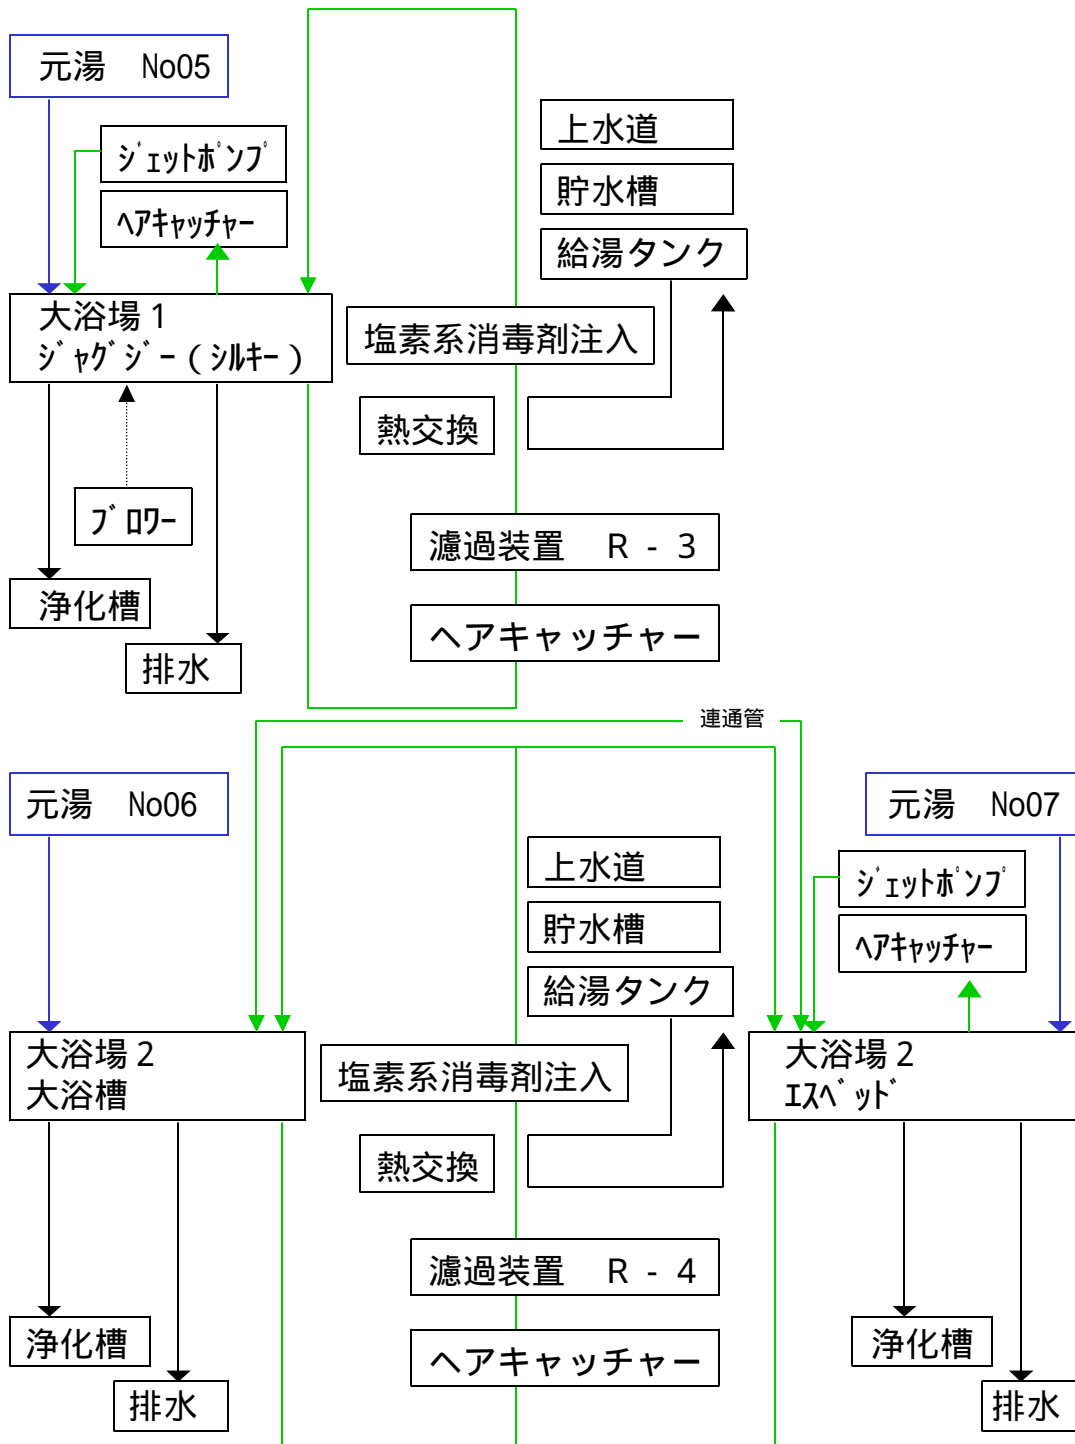 元湯　No05
ｼﾞｪｯﾄﾎﾟﾝﾌﾟ
ﾍｱｷｬｯﾁｬｰ
上水道
貯水槽
給湯タンク
大浴場１
ｼﾞｬｸﾞｼﾞｰ（ｼﾙｷｰ）
塩素系消毒剤注入
熱交換
ﾌﾞﾛﾜｰ
濾過装置　Ｒ-３
浄化槽
ヘアキャッチャー
排水
連通管
元湯　No06
元湯　No07
上水道
ｼﾞｪｯﾄﾎﾟﾝﾌﾟ
貯水槽
ﾍｱｷｬｯﾁｬｰ
給湯タンク
大浴場２
大浴槽
塩素系消毒剤注入
大浴場２
ｴｽﾍﾞｯﾄﾞ
熱交換
濾過装置　Ｒ-４
浄化槽
ヘアキャッチャー
浄化槽
排水
排水